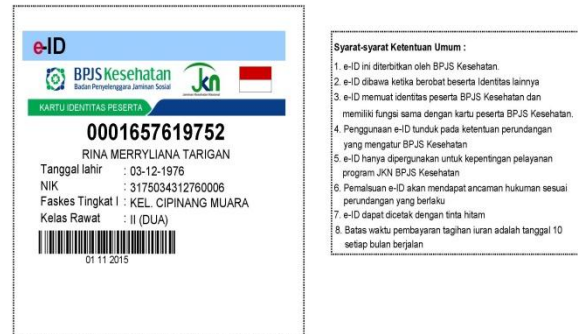 e-ID
BPJS Kesehatan
Badan Penyelenggara Jaminan Sosial
JKN
KARTU IDENTITAS PESERTA
0001657619752
RINA MERRYLIANA TARIGAN
Tanggal lahir : 03-12-1976
NIK : 3175034312760006
Faskes Tingkat I : KEL. CIPINANG MUARA
Kelas Rawat : II (DUA)
01 11 2015
Syarat-syarat Ketentuan Umum :
1. e-ID ini diterbitkan oleh BPJS Kesehatan.
2. e-ID dibawa ketika berobat beserta Identitas lainnya
3. e-ID memuat identitas peserta BPJS Kesehatan dan
memiliki fungsi sama dengan kartu peserta BPJS Kesehatan.
4. Penggunaan e-ID tunduk pada ketentuan perundangan
yang mengatur BPJS Kesehatan
5. e-ID hanya dipergunakan untuk kepentingan pelayanan
program JKN BPJS Kesehatan
6. Pemalsuan e-ID akan mendapat ancaman hukuman sesuai
perundangan yang berlaku
7. e-ID dapat dicetak dengan tinta hitam
8. Batas waktu pembayaran tagihan iuran adalah tanggal 10
setiap bulan berjalan